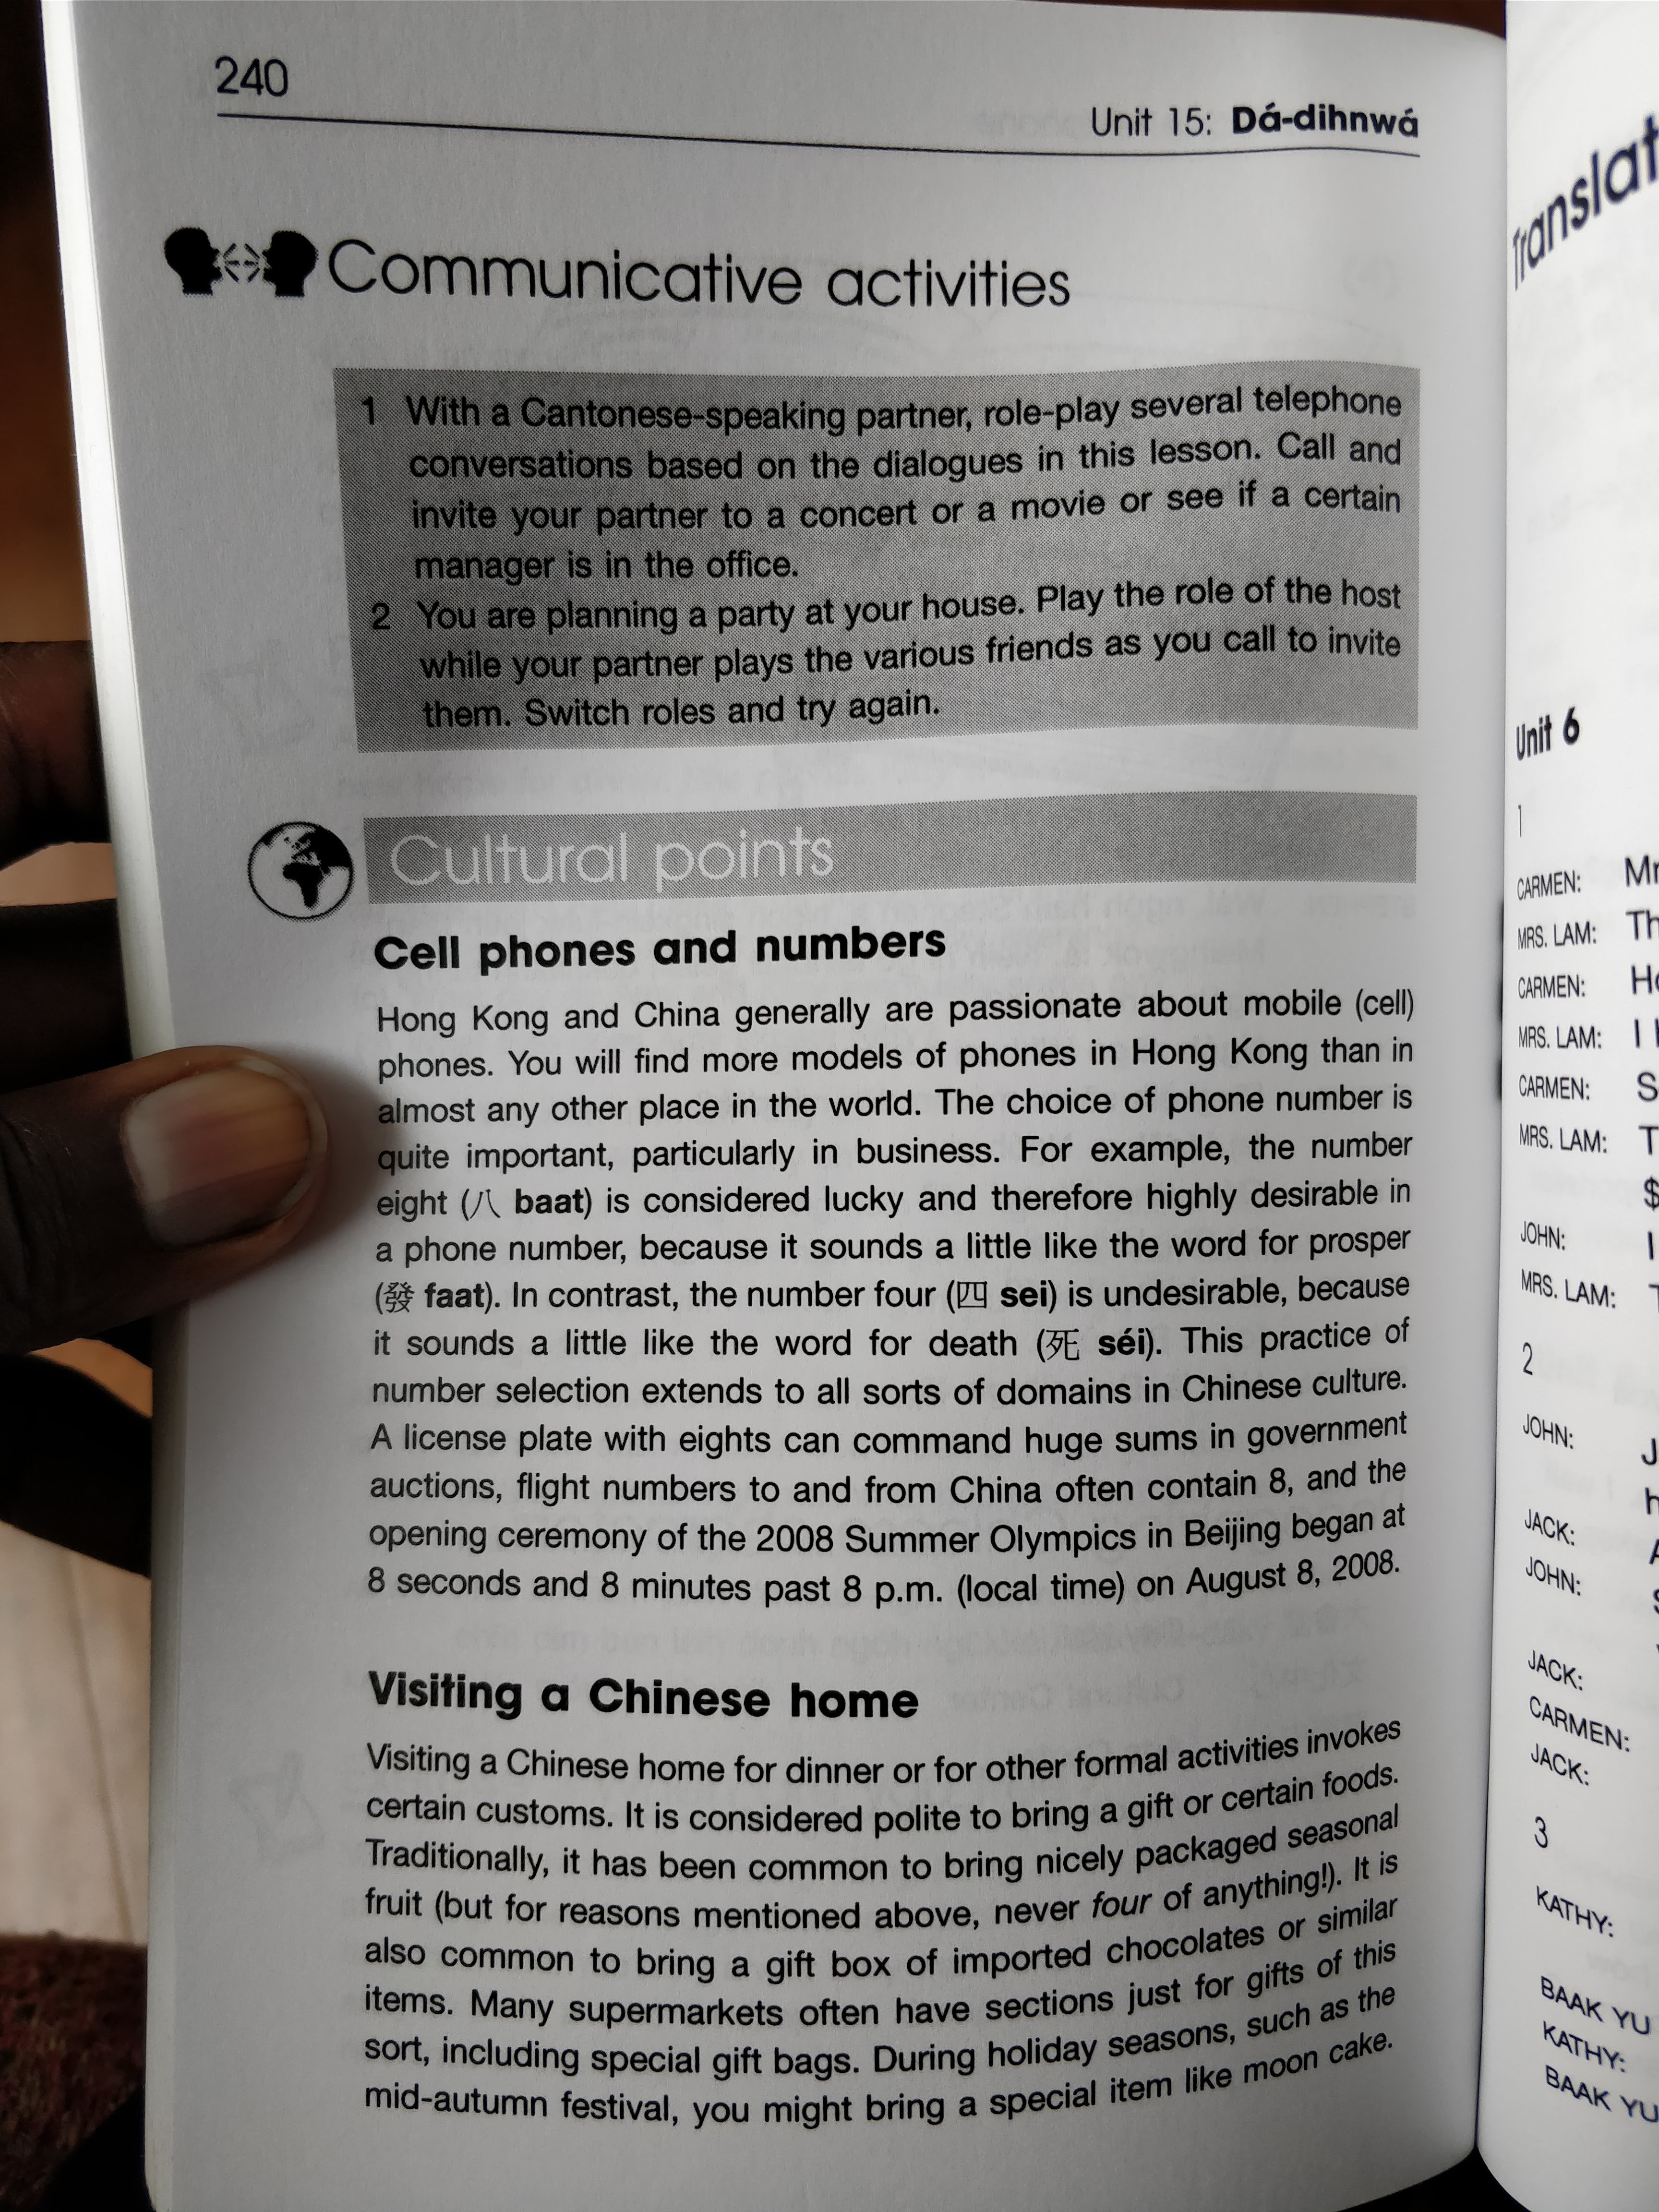 240
Unit 15: Dá-dihnwá
Communicative activities
1 With a Cantonese-speaking partner, role-play several telephone
conversations based on the dialogues in this lesson. Call and
invite your partner to a concert or a movie or see if a certain
manager is in the office.
2 You are planning a party at your house. Play the role of the host
while your partner plays the various friends as you call to invite
them. Switch roles and try again.
Cultural points
Cell phones and numbers
Hong Kong and China generally are passionate about mobile (cell)
phones. You will find more models of phones in Hong Kong than in
almost any other place in the world. The choice of phone number is
quite important, particularly in business. For example, the number
eight (八 baat) is considered lucky and therefore highly desirable in
a phone number, because it sounds a little like the word for prosper
(發 faat). In contrast, the number four (四 sei) is undesirable, because
it sounds a little like the word for death (死 séi). This practice of
number selection extends to all sorts of domains in Chinese culture.
A license plate with eights can command huge sums in government
auctions, flight numbers to and from China often contain 8, and the
opening ceremony of the 2008 Summer Olympics in Beijing began at
8 seconds and 8 minutes past 8 p.m. (local time) on August 8, 2008.
Visiting a Chinese home
Visiting a Chinese home for dinner or for other formal activities invokes
certain customs. It is considered polite to bring a gift or certain foods.
Traditionally, it has been common to bring nicely packaged seasonal
fruit (but for reasons mentioned above, never four of anything!). It is
also common to bring a gift box of imported chocolates or similar
items. Many supermarkets often have sections just for gifts of this
sort, including special gift bags. During holiday seasons, such as the
mid-autumn festival, you might bring a special item like moon cake.
Unit 6
1
CARMEN:
MRS. LAM:
CARMEN:
MRS. LAM: I
CARMEN:
MRS. LAM:
$
JOHN: I
MRS. LAM:
2
JOHN:
JACK:
JOHN:
JACK:
CARMEN:
JACK:
3
KATHY:
BAAK YU
KATHY:
BAAK YU